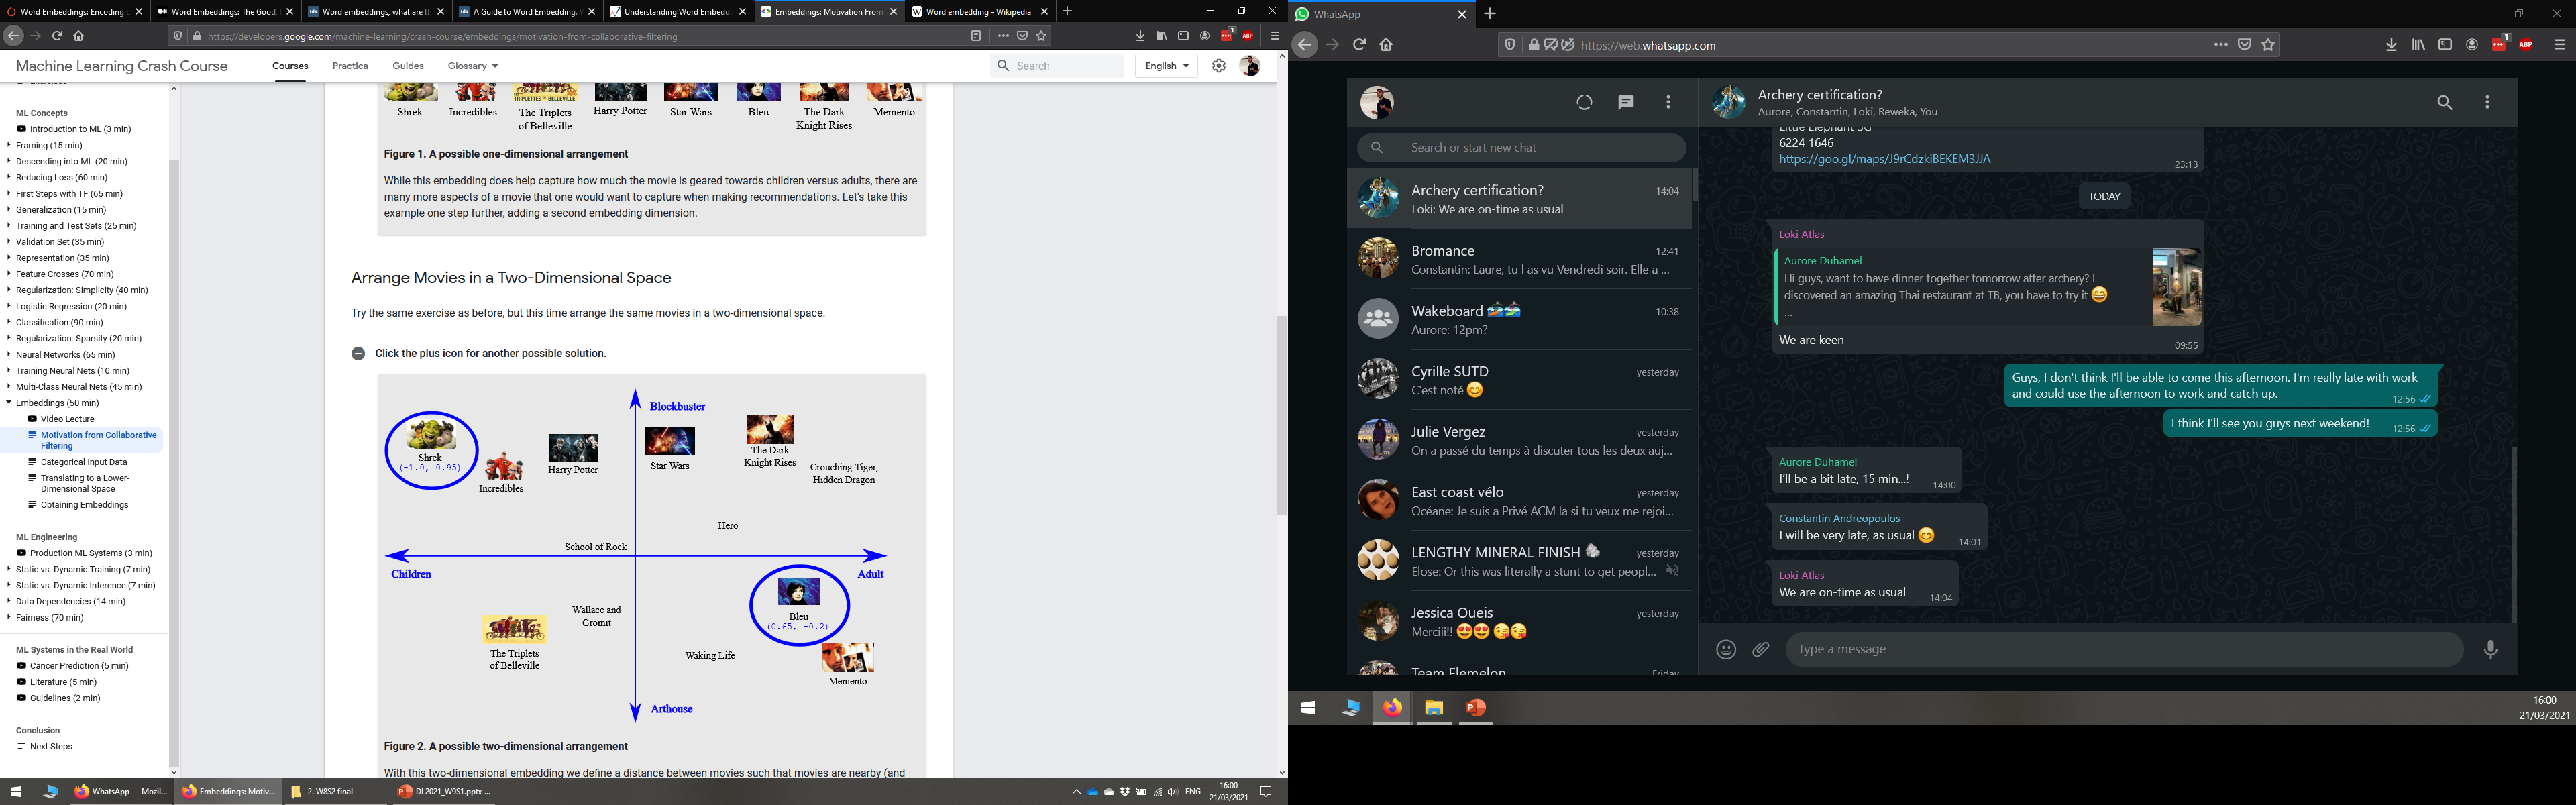 Word Embeddings: Encoding L
Word Embeddings: The Good,
Word embeddings, what are th
A Guide to Word Embedding.
Understanding Word Embeddi
Embeddings: Motivation From
Word embedding - Wikipedia
https://developers.google.com/machine-learning/crash-course/embeddings/motivation-from-collaborative-filtering
Machine Learning Crash Course
Courses
Practica
Guides
Glossary
Search
English
ML Concepts
Introduction to ML (3 min)
Framing (15 min)
Descending into ML (20 min)
Reducing Loss (60 min)
First Steps with TF (65 min)
Generalization (15 min)
Training and Test Sets (25 min)
Validation Set (35 min)
Representation (35 min)
Feature Crosses (70 min)
Regularization: Simplicity (40 min)
Logistic Regression (20 min)
Classification (90 min)
Regularization: Sparsity (20 min)
Neural Networks (65 min)
Training Neural Nets (10 min)
Multi-Class Neural Nets (45 min)
Embeddings (50 min)
Video Lecture
Motivation from Collaborative
Filtering
Categorical Input Data
Translating to a Lower-
Dimensional Space
Obtaining Embeddings
ML Engineering
Production ML Systems (3 min)
Static vs. Dynamic Training (7 min)
Static vs. Dynamic Inference (7 min)
Data Dependencies (14 min)
Fairness (70 min)
ML Systems in the Real World
Cancer Prediction (5 min)
Literature (5 min)
Guidelines (2 min)
Conclusion
Next Steps
Shrek
Incredibles
The Triplets
of Belleville
Harry Potter
Star Wars
Bleu
The Dark
Knight Rises
Memento
Figure 1. A possible one-dimensional arrangement
While this embedding does help capture how much the movie is geared towards children versus adults, there are
many more aspects of a movie that one would want to capture when making recommendations. Let's take this
example one step further, adding a second embedding dimension.
Arrange Movies in a Two-Dimensional Space
Try the same exercise as before, but this time arrange the same movies in a two-dimensional space.
Click the plus icon for another possible solution.
Blockbuster
Shrek
(-1.0, 0.95)
Incredibles
Harry Potter
Star Wars
The Dark
Knight Rises
Crouching Tiger,
Hidden Dragon
Hero
School of Rock
Children
Adult
Bleu
(0.65, -0.2)
Wallace and
Gromit
The Triplets
of Belleville
Waking Life
Memento
Arthouse
Figure 2. A possible two-dimensional arrangement
With this two-dimensional embedding we define a distance between movies such that movies are nearby (and
WhatsApp — Mozil...
Embeddings: Motiv...
2. W8S2 final
DL2021_W9S1.pptx ...
ENG
16:00
21/03/2021
WhatsApp
https://web.whatsapp.com
1
ABP
Search or start new chat
Archery certification?
14:04
Loki: We are on-time as usual
Bromance
12:41
Constantin: Laure, tu l as vu Vendredi soir. Elle a ...
Wakeboard
10:38
Aurore: 12pm?
Cyrille SUTD
yesterday
C'est noté 😊
Julie Vergez
yesterday
On a passé du temps à discuter tous les deux auj...
East coast vélo
yesterday
Océane: Je suis a Privé ACM la si tu veux me rejoi...
LENGTHY MINERAL FINISH
yesterday
Elose: Or this was literally a stunt to get peopl...
Jessica Oueis
yesterday
Merciii!! 😍😍 😘😘
Team Flemelon
Friday
Archery certification?
Aurore, Constantin, Loki, Reweka, You
Little Elephant SG
6224 1646
https://goo.gl/maps/J9rCdzkiBEKEM3JJA
23:13
TODAY
Loki Atlas
Aurore Duhamel
Hi guys, want to have dinner together tomorrow after archery? I
discovered an amazing Thai restaurant at TB, you have to try it 😄
...
We are keen
09:55
Guys, I don't think I'll be able to come this afternoon. I'm really late with work
and could use the afternoon to work and catch up.
12:56
I think I'll see you guys next weekend!
12:56
Aurore Duhamel
I'll be a bit late, 15 min...!
14:00
Constantin Andreopoulos
I will be very late, as usual 😊
14:01
Loki Atlas
We are on-time as usual
14:04
Type a message
16:00
21/03/2021